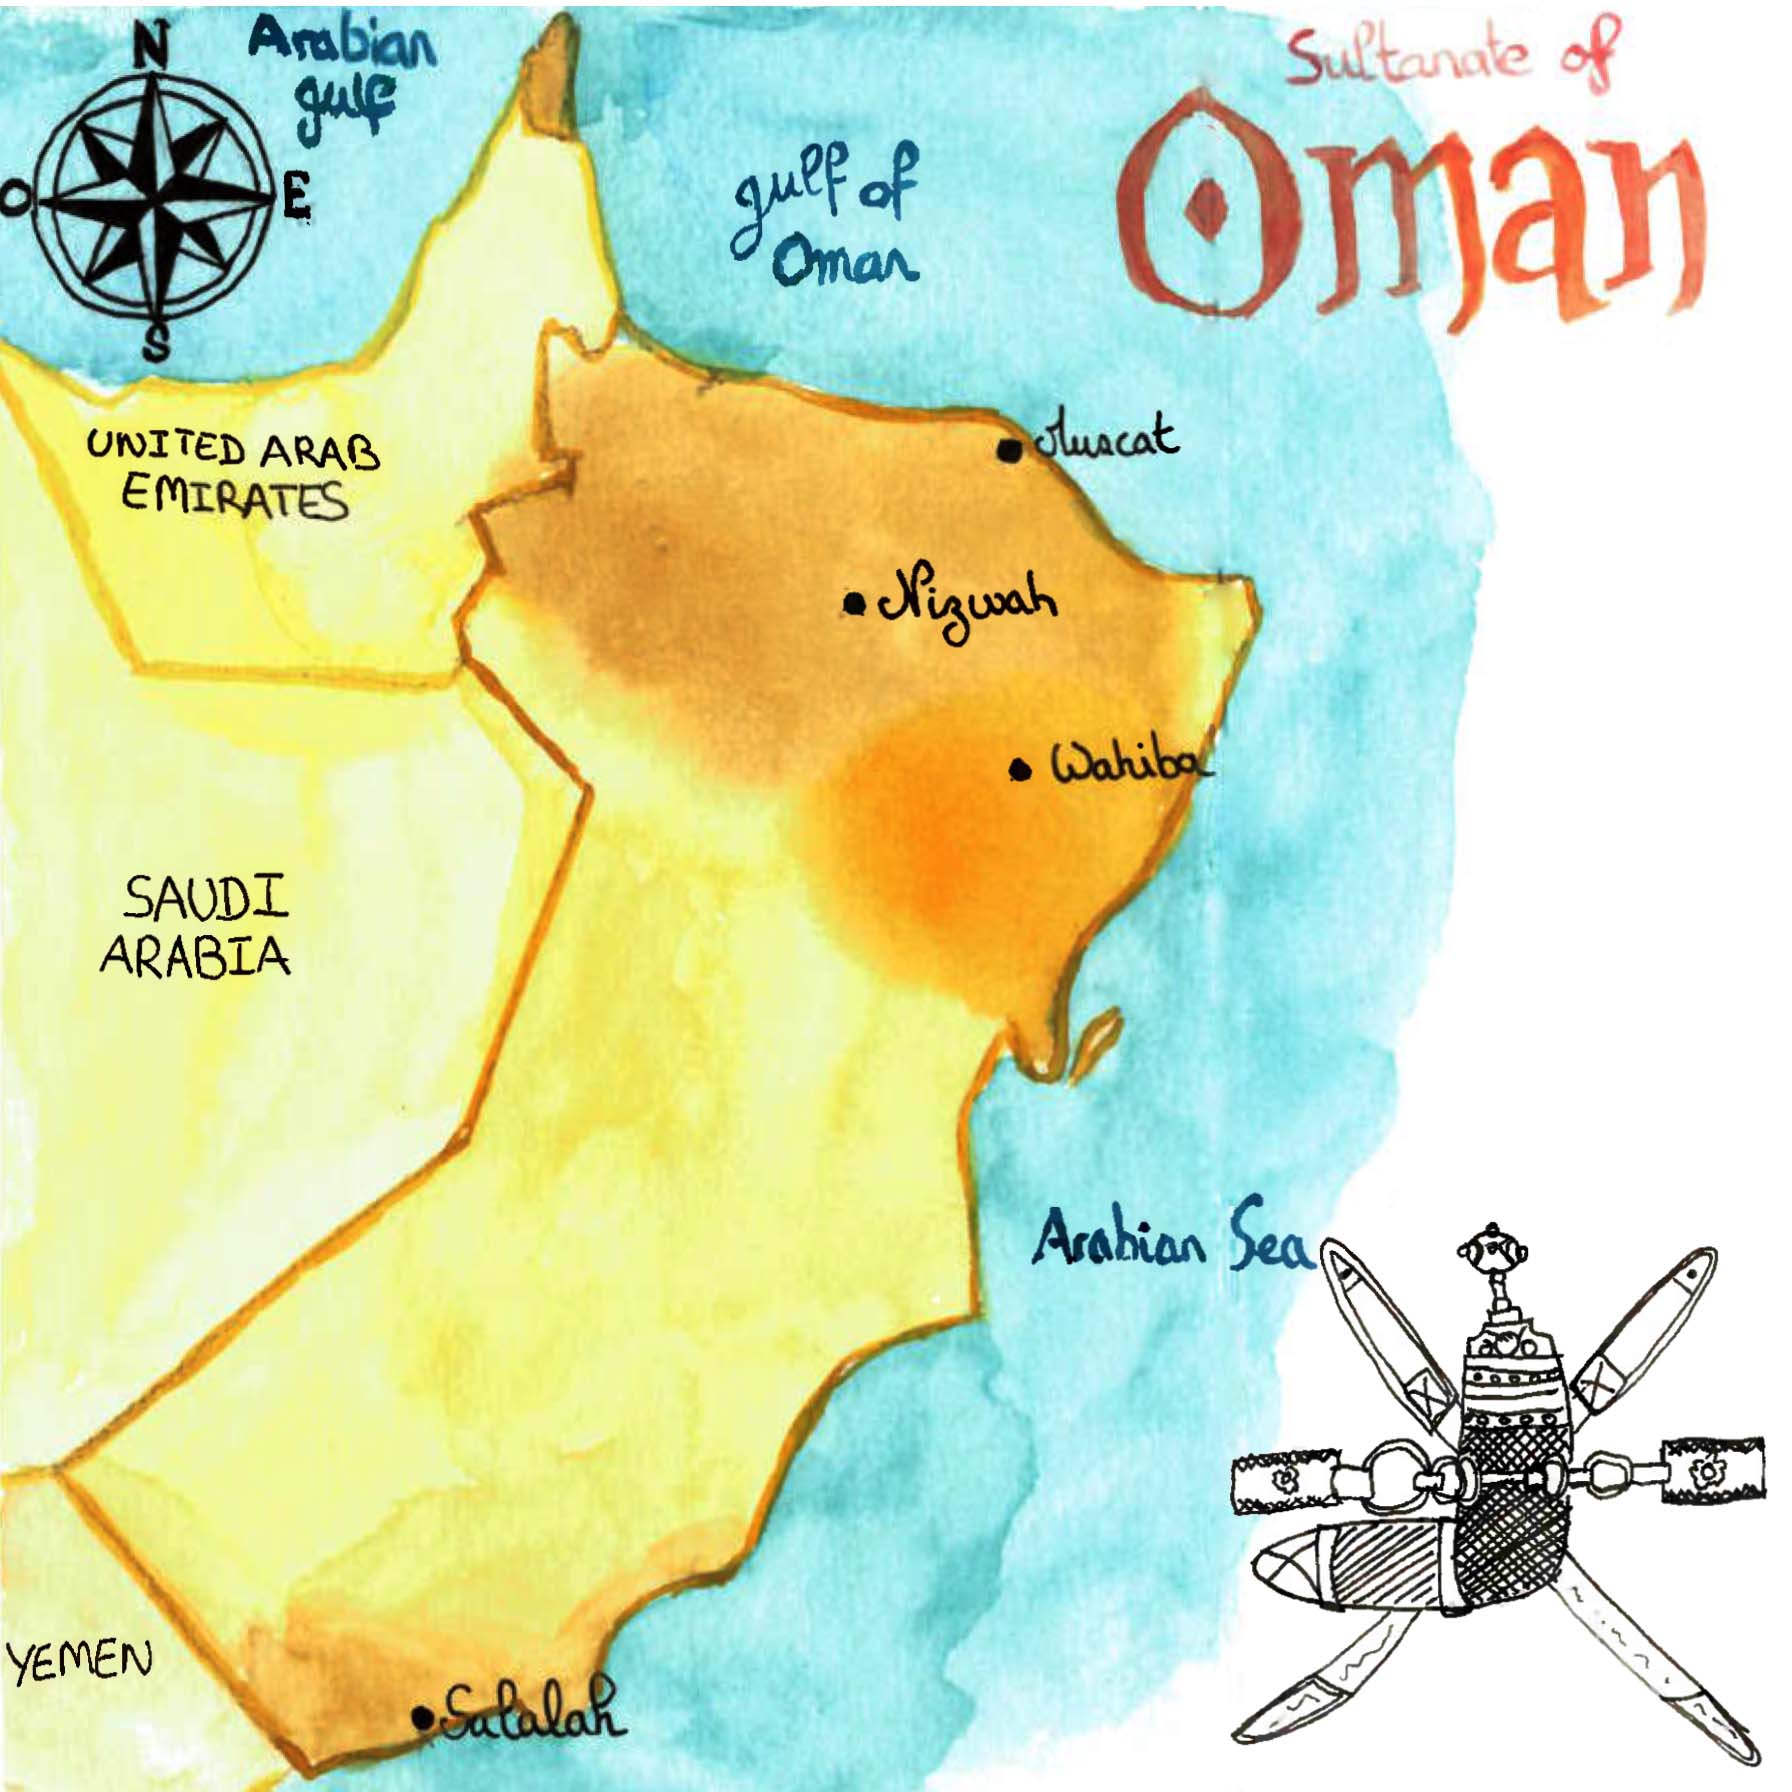 N
O
E
S
Arabian
gulf
gulf of
Oman
Sultanate of
Oman
UNITED ARAB
EMIRATES
Muscat
Nizwah
Wahiba
SAUDI
ARABIA
Arabian Sea
YEMEN
Salalah